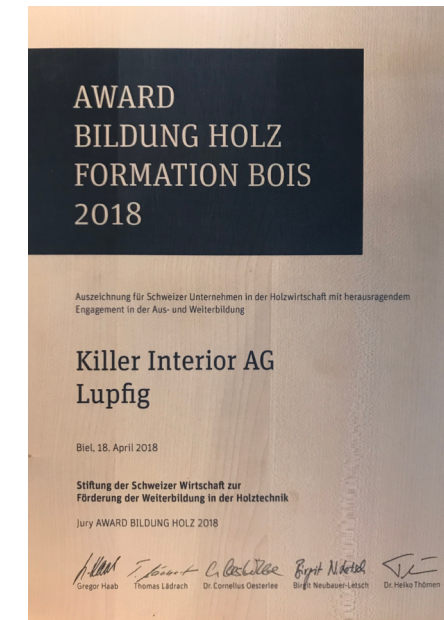 AWARD
BILDUNG HOLZ
FORMATION BOIS
2018
Auszeichnung für Schweizer Unternehmen in der Holzwirtschaft mit herausragendem
Engagement in der Aus- und Weiterbildung
Killer Interior AG
Lupfig
Biel, 18. April 2018
Stiftung der Schweizer Wirtschaft zur
Förderung der Weiterbildung in der Holztechnik
Jury AWARD BILDUNG HOLZ 2018
Gregor Haab Thomas Lädrach Dr. Cornelius Oesterlee Birgit Neubauer-Letsch Dr. Heiko Thömen